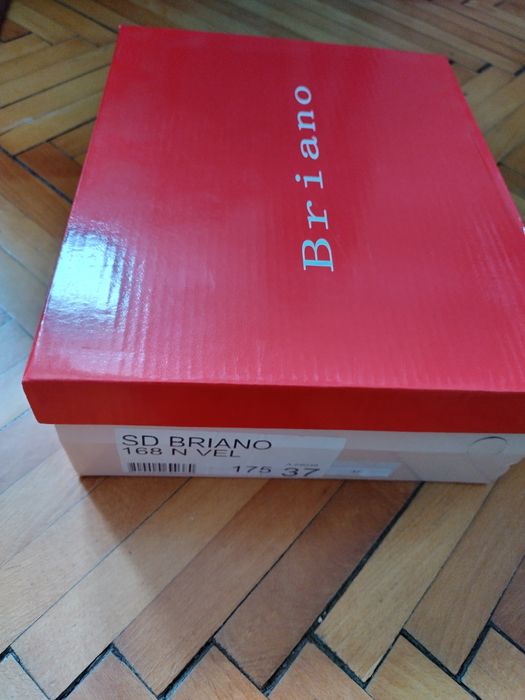 Briano
SD BRIANO
168 N VEL
175 37